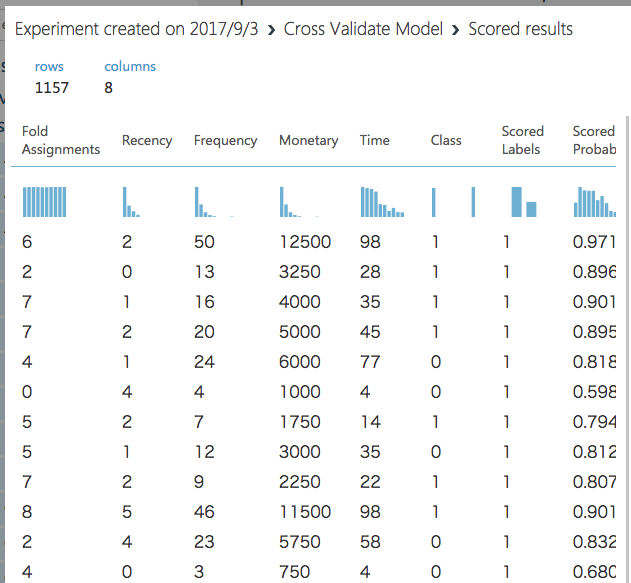 Experiment created on 2017/9/3 › Cross Validate Model › Scored results
rows columns
1157 8
Fold Assignments Recency Frequency Monetary Time Class Scored Labels Scored Probab
6 2 50 12500 98 1 1 0.971
2 0 13 3250 28 1 1 0.896
7 1 16 4000 35 1 1 0.901
7 2 20 5000 45 1 1 0.895
4 1 24 6000 77 0 1 0.818
0 4 4 1000 4 0 1 0.598
5 2 7 1750 14 1 1 0.794
5 1 12 3000 35 0 1 0.812
7 2 9 2250 22 1 1 0.807
8 5 46 11500 98 1 1 0.901
2 4 23 5750 58 0 1 0.832
4 0 3 750 4 0 1 0.680